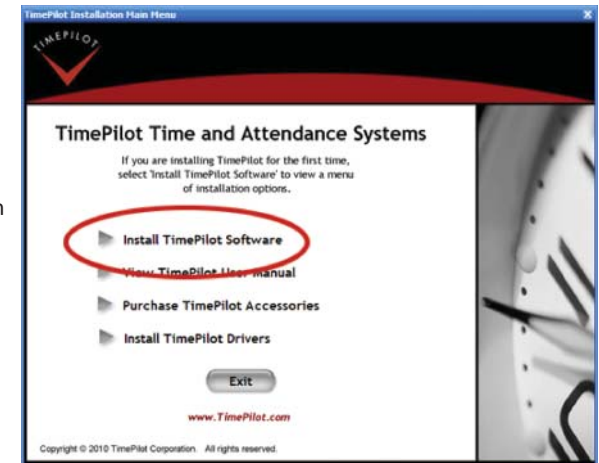 TimePilot Installation Main Menu
X
TIMEPILOT
TimePilot Time and Attendance Systems
If you are installing TimePilot for the first time,
select 'Install TimePilot Software' to view a menu
of installation options.
Install TimePilot Software
View TimePilot User Manual
Purchase TimePilot Accessories
Install TimePilot Drivers
Exit
www.TimePilot.com
Copyright © 2010 TimePilot Corporation. All rights reserved.